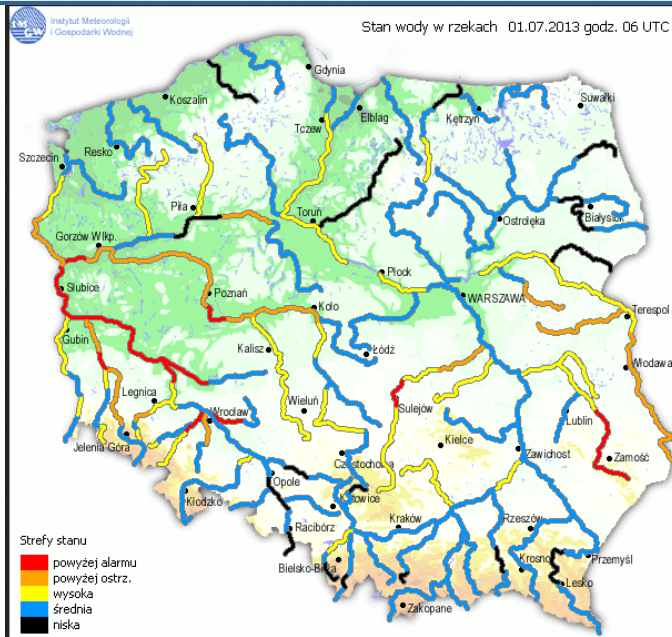 Instytut Meteorologii
i Gospodarki Wodnej
Stan wody w rzekach 01.07.2013 godz. 06 UTC
Gdynia
Koszalin
Suwałki
Tczew
Elbląg
Kętrzyn
Resko
Szczecin
Piła
Toruń
Ostrołęka
Białystok
Gorzów Wlkp.
Płock
WARSZAWA
Słubice
Poznań
Koło
Terespol
Gubin
Kalisz
Łódź
Włodawa
Legnica
Wieluń
Sulejów
Wrocław
Lublin
Jelenia-Góra
Kielce
Zawichost
Zamość
Częstochowa
Opole
Kłodzko
Katowice
Racibórz
Kraków
Rzeszów
Bielsko-Biała
Krosno
Przemyśl
Lesko
Zakopane
Strefy stanu
powyżej alarmu
powyżej ostrz.
wysoka
średnia
niska